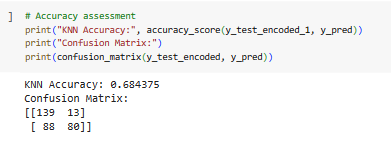 ] # Accuracy assessment
print("KNN Accuracy:", accuracy_score(y_test_encoded_1, y_pred))
print("Confusion Matrix:")
print(confusion_matrix(y_test_encoded, y_pred))
KNN Accuracy: 0.684375
Confusion Matrix:
[[139 13]
[ 88 80]]